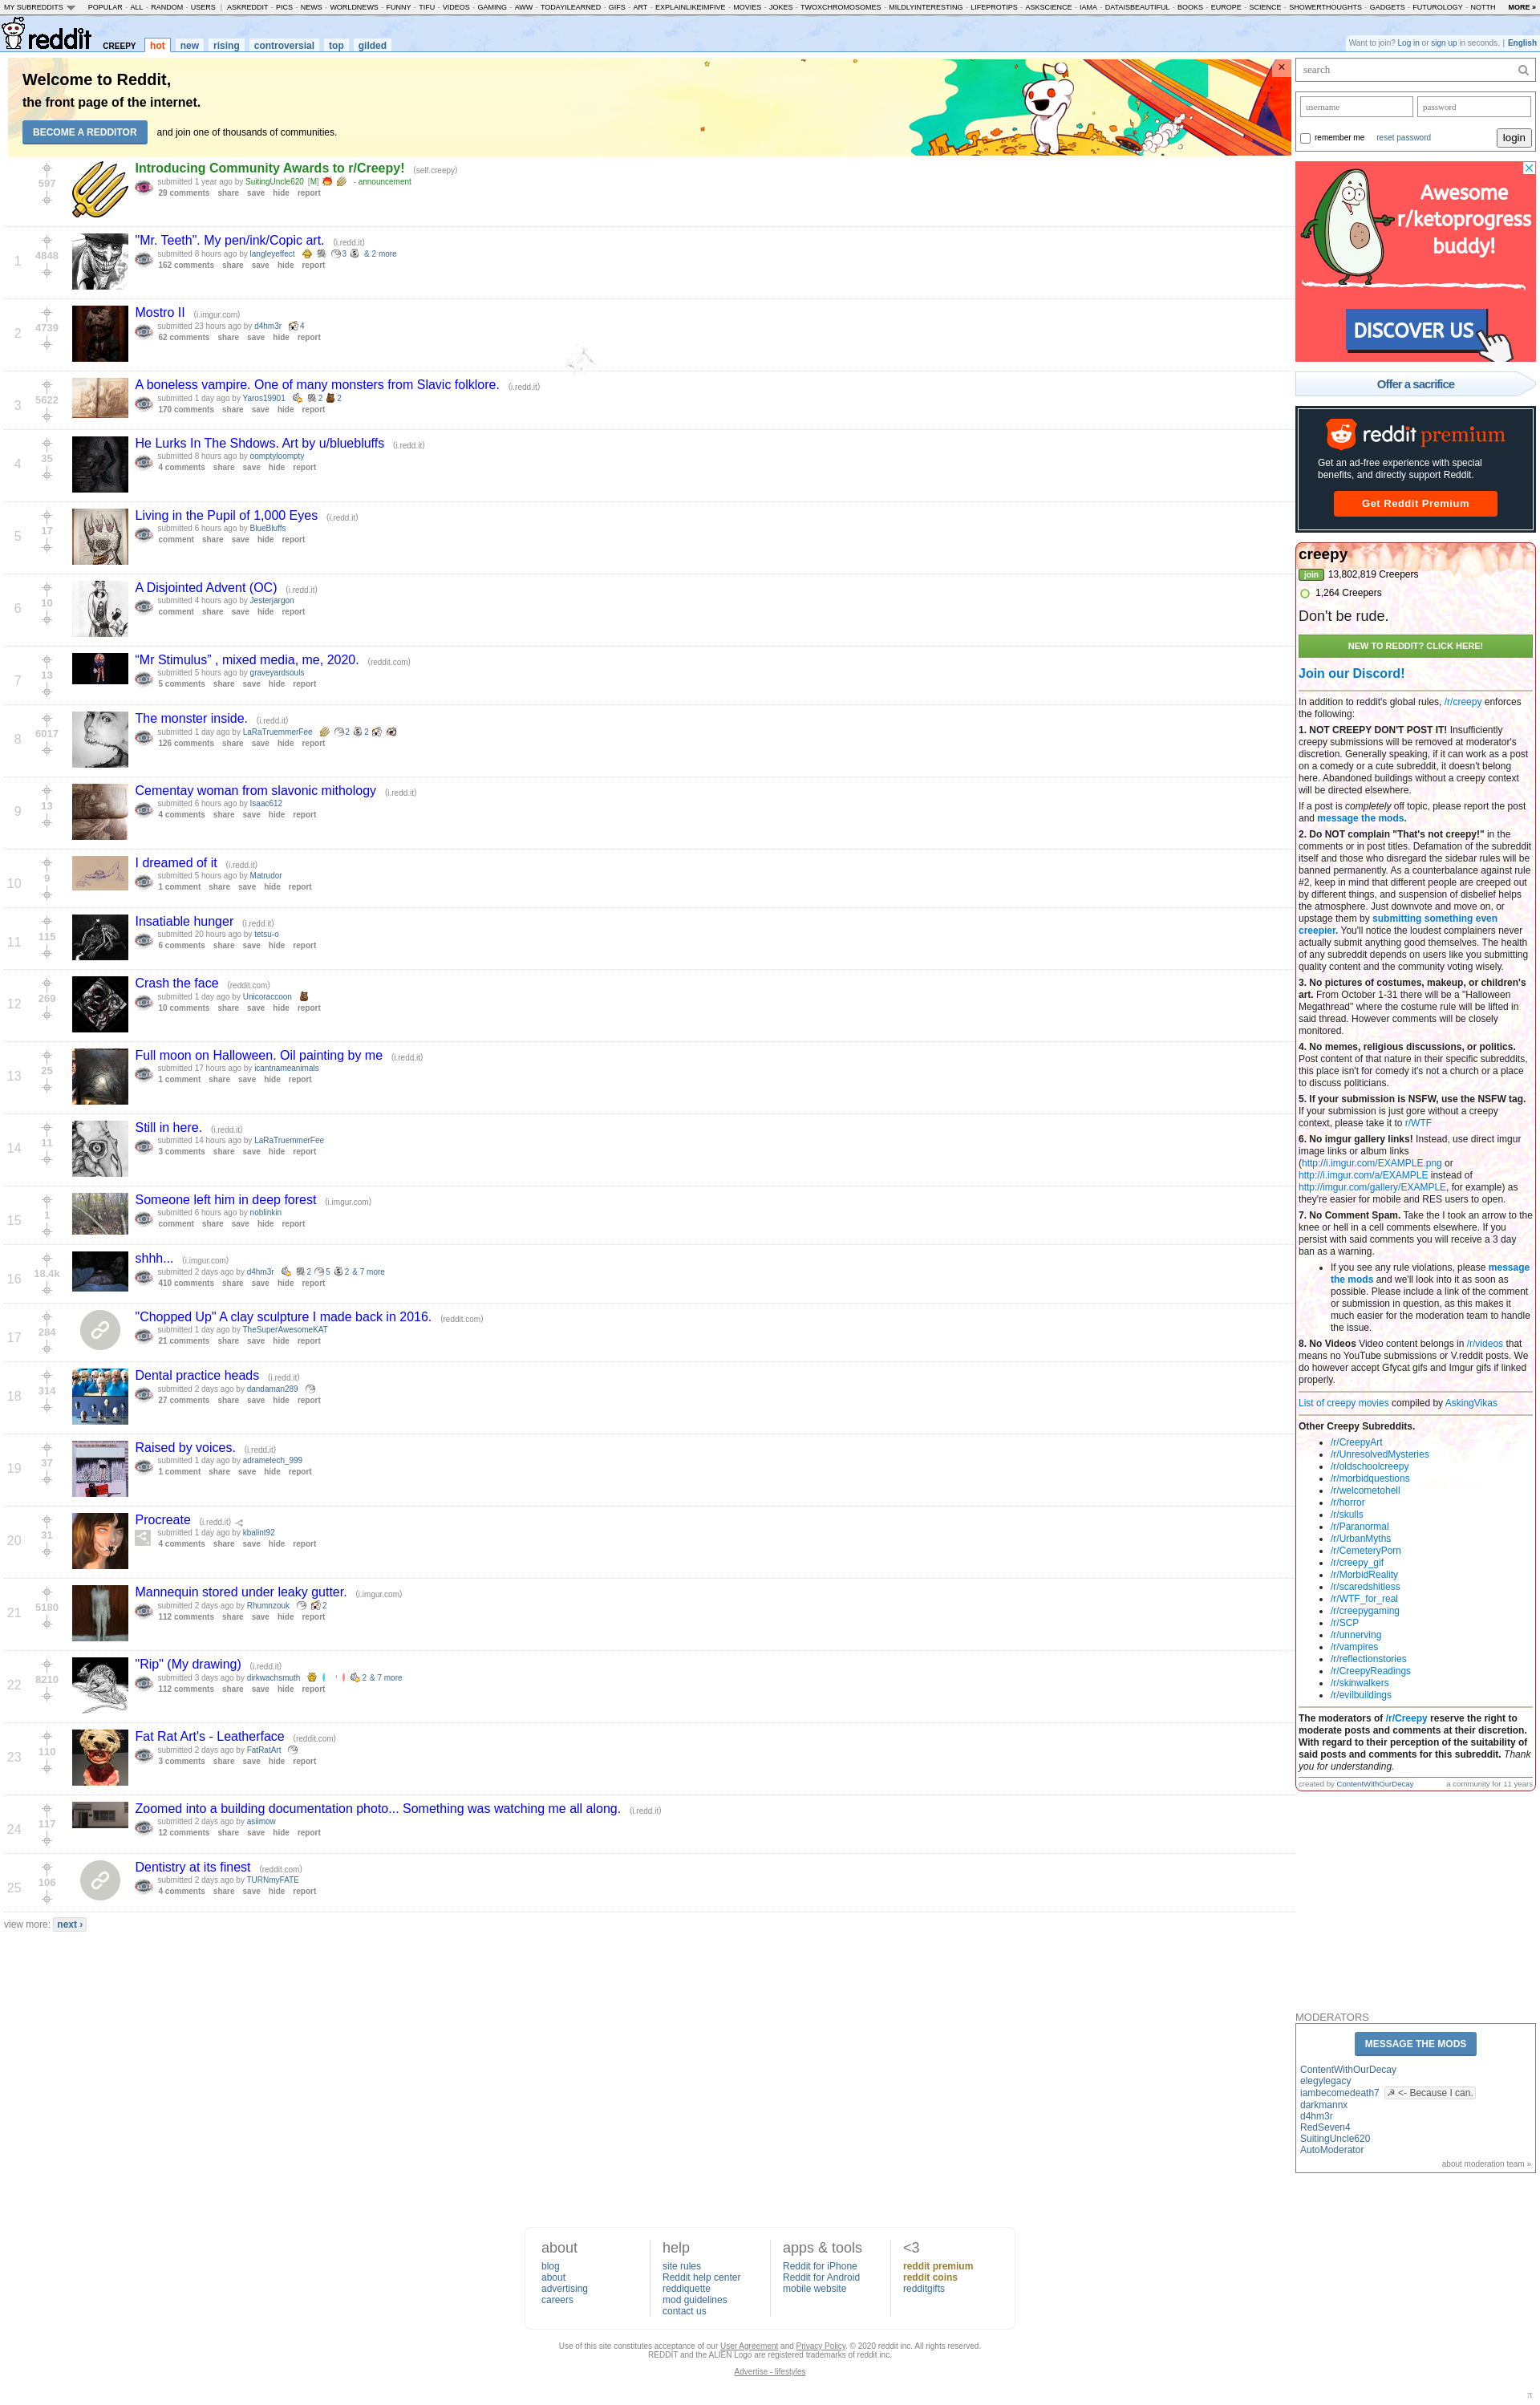 MY SUBREDDITS POPULAR - ALL - RANDOM - USERS | ASKREDDIT - PICS - NEWS - WORLDNEWS - FUNNY - TIFU - VIDEOS - GAMING - AWW - TODAYILEARNED - GIFS - ART - EXPLAINLIKEIMFIVE - MOVIES - JOKES - TWOXCHROMOSOMES - MILDLYINTERESTING - LIFEPROTIPS - ASKSCIENCE - IAMA - DATAISBEAUTIFUL - BOOKS - EUROPE - SCIENCE - SHOWERTHOUGHTS - GADGETS - FUTUROLOGY - NOTTH MORE »
reddit CREEPY hot new rising controversial top gilded
Want to join? Log in or sign up in seconds. | English
Welcome to Reddit,
the front page of the internet.
BECOME A REDDITOR and join one of thousands of communities.
×
597
Introducing Community Awards to r/Creepy! (self.creepy)
submitted 1 year ago by SuitingUncle620 [M] - announcement
29 comments share save hide report
1 4848
"Mr. Teeth". My pen/ink/Copic art. (i.redd.it)
submitted 8 hours ago by langleyeffect 3 & 2 more
162 comments share save hide report
2 4739
Mostro II (i.imgur.com)
submitted 23 hours ago by d4hm3r 4
62 comments share save hide report
3 5622
A boneless vampire. One of many monsters from Slavic folklore. (i.redd.it)
submitted 1 day ago by Yaros19901 2 2
170 comments share save hide report
4 35
He Lurks In The Shdows. Art by u/bluebluffs (i.redd.it)
submitted 8 hours ago by oomptyloompty
4 comments share save hide report
5 17
Living in the Pupil of 1,000 Eyes (i.redd.it)
submitted 6 hours ago by BlueBluffs
comment share save hide report
6 10
A Disjointed Advent (OC) (i.redd.it)
submitted 4 hours ago by Jesterjargon
comment share save hide report
7 13
“Mr Stimulus” , mixed media, me, 2020. (reddit.com)
submitted 5 hours ago by graveyardsouls
5 comments share save hide report
8 6017
The monster inside. (i.redd.it)
submitted 1 day ago by LaRaTruemmerFee 2 2
126 comments share save hide report
9 13
Cementay woman from slavonic mithology (i.redd.it)
submitted 6 hours ago by Isaac612
4 comments share save hide report
10 9
I dreamed of it (i.redd.it)
submitted 5 hours ago by Matrudor
1 comment share save hide report
11 115
Insatiable hunger (i.redd.it)
submitted 20 hours ago by tetsu-o
6 comments share save hide report
12 269
Crash the face (reddit.com)
submitted 1 day ago by Unicoraccoon
10 comments share save hide report
13 25
Full moon on Halloween. Oil painting by me (i.redd.it)
submitted 17 hours ago by icantnameanimals
1 comment share save hide report
14 11
Still in here. (i.redd.it)
submitted 14 hours ago by LaRaTruemmerFee
3 comments share save hide report
15 1
Someone left him in deep forest (i.imgur.com)
submitted 6 hours ago by noblinkin
comment share save hide report
16 18.4k
shhh... (i.imgur.com)
submitted 2 days ago by d4hm3r 2 5 2 & 7 more
410 comments share save hide report
17 284
"Chopped Up" A clay sculpture I made back in 2016. (reddit.com)
submitted 1 day ago by TheSuperAwesomeKAT
21 comments share save hide report
18 314
Dental practice heads (i.redd.it)
submitted 2 days ago by dandaman289
27 comments share save hide report
19 37
Raised by voices. (i.redd.it)
submitted 1 day ago by adramelech_999
1 comment share save hide report
20 31
Procreate (i.redd.it)
submitted 1 day ago by kbalint92
4 comments share save hide report
21 5180
Mannequin stored under leaky gutter. (i.imgur.com)
submitted 2 days ago by Rhumnzouk 2
112 comments share save hide report
22 8210
"Rip" (My drawing) (i.redd.it)
submitted 3 days ago by dirkwachsmuth 2 & 7 more
112 comments share save hide report
23 110
Fat Rat Art's - Leatherface (reddit.com)
submitted 2 days ago by FatRatArt
3 comments share save hide report
24 117
Zoomed into a building documentation photo... Something was watching me all along. (i.redd.it)
submitted 2 days ago by asiimow
12 comments share save hide report
25 106
Dentistry at its finest (reddit.com)
submitted 2 days ago by TURNmyFATE
4 comments share save hide report
view more: next ›
search
username password
remember me reset password login
Awesome
r/ketoprogress
buddy!
DISCOVER US
Offer a sacrifice
reddit premium
Get an ad-free experience with special
benefits, and directly support Reddit.
Get Reddit Premium
creepy
join 13,802,819 Creepers
1,264 Creepers
Don't be rude.
NEW TO REDDIT? CLICK HERE!
Join our Discord!
In addition to reddit's global rules, /r/creepy enforces
the following:
1. NOT CREEPY DON'T POST IT! Insufficiently
creepy submissions will be removed at moderator's
discretion. Generally speaking, if it can work as a post
on a comedy or a cute subreddit, it doesn't belong
here. Abandoned buildings without a creepy context
will be directed elsewhere.
If a post is completely off topic, please report the post
and message the mods.
2. Do NOT complain "That's not creepy!" in the
comments or in post titles. Defamation of the subreddit
itself and those who disregard the sidebar rules will be
banned permanently. As a counterbalance against rule
#2, keep in mind that different people are creeped out
by different things, and suspension of disbelief helps
the atmosphere. Just downvote and move on, or
upstage them by submitting something even
creepier. You'll notice the loudest complainers never
actually submit anything good themselves. The health
of any subreddit depends on users like you submitting
quality content and the community voting wisely.
3. No pictures of costumes, makeup, or children's
art. From October 1-31 there will be a "Halloween
Megathread" where the costume rule will be lifted in
said thread. However comments will be closely
monitored.
4. No memes, religious discussions, or politics.
Post content of that nature in their specific subreddits,
this place isn't for comedy it's not a church or a place
to discuss politicians.
5. If your submission is NSFW, use the NSFW tag.
If your submission is just gore without a creepy
context, please take it to r/WTF
6. No imgur gallery links! Instead, use direct imgur
image links or album links
(http://i.imgur.com/EXAMPLE.png or
http://i.imgur.com/a/EXAMPLE instead of
http://imgur.com/gallery/EXAMPLE, for example) as
they're easier for mobile and RES users to open.
7. No Comment Spam. Take the I took an arrow to the
knee or hell in a cell comments elsewhere. If you
persist with said comments you will receive a 3 day
ban as a warning.
If you see any rule violations, please message
the mods and we'll look into it as soon as
possible. Please include a link of the comment
or submission in question, as this makes it
much easier for the moderation team to handle
the issue.
8. No Videos Video content belongs in /r/videos that
means no YouTube submissions or V.reddit posts. We
do however accept Gfycat gifs and Imgur gifs if linked
properly.
List of creepy movies compiled by AskingVikas
Other Creepy Subreddits.
/r/CreepyArt
/r/UnresolvedMysteries
/r/oldschoolcreepy
/r/morbidquestions
/r/welcometohell
/r/horror
/r/skulls
/r/Paranormal
/r/UrbanMyths
/r/CemeteryPorn
/r/creepy_gif
/r/MorbidReality
/r/scaredshitless
/r/WTF_for_real
/r/creepygaming
/r/SCP
/r/unnerving
/r/vampires
/r/reflectionstories
/r/CreepyReadings
/r/skinwalkers
/r/evilbuildings
The moderators of /r/Creepy reserve the right to
moderate posts and comments at their discretion.
With regard to their perception of the suitability of
said posts and comments for this subreddit. Thank
you for understanding.
created by ContentWithOurDecay a community for 11 years
MODERATORS
MESSAGE THE MODS
ContentWithOurDecay
elegylegacy
iambecomedeath7 ☭ <- Because I can.
darkmannx
d4hm3r
RedSeven4
SuitingUncle620
AutoModerator
about moderation team »
about
blog
about
advertising
careers
help
site rules
Reddit help center
reddiquette
mod guidelines
contact us
apps & tools
Reddit for iPhone
Reddit for Android
mobile website
<3
reddit premium
reddit coins
redditgifts
Use of this site constitutes acceptance of our User Agreement and Privacy Policy. © 2020 reddit inc. All rights reserved.
REDDIT and the ALIEN Logo are registered trademarks of reddit inc.
Advertise - lifestyles
π